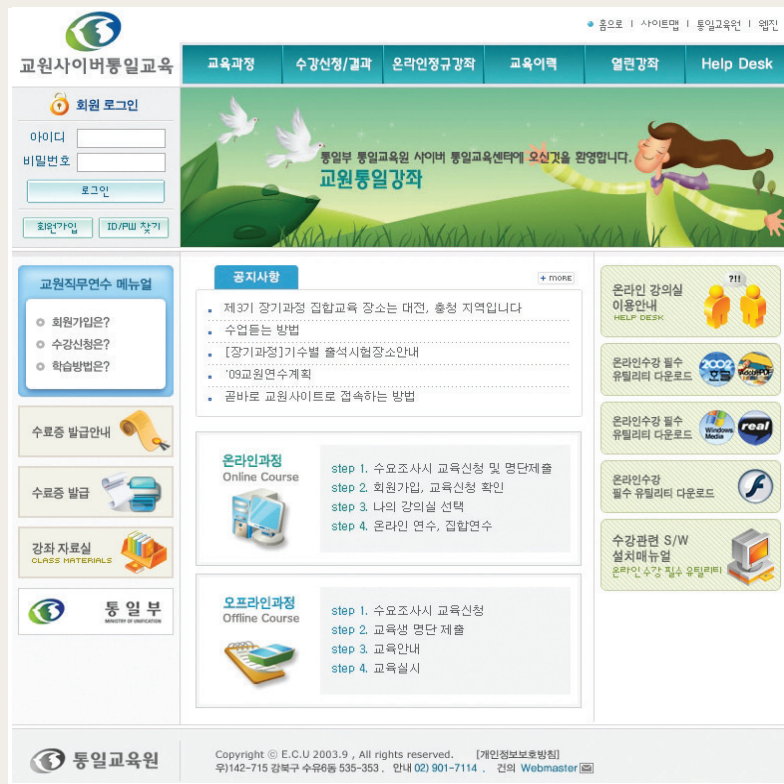 홈으로 | 사이트맵 | 통일교육원 | 웹진
교원사이버통일교육
교육과정 수강신청/결과 온라인정규강좌 교육이력 열린강좌 Help Desk
회원 로그인
아이디
비밀번호
로그인
회원가입 ID/PW 찾기
통일부 통일교육원 사이버 통일교육센터에 오신것을 환영합니다.
교원통일강좌
교원직무연수 메뉴얼
회원가입은?
수강신청은?
학습방법은?
수료증 발급안내
수료증 발급
강좌 자료실
CLASS MATERIALS
통일부
MINISTRY OF UNIFICATION
공지사항
+ MORE
제3기 장기과정 집합교육 장소는 대전, 충청 지역입니다
수업듣는 방법
[장기과정]기수별 출석시험장소안내
'09교원연수계획
곧바로 교원사이트로 접속하는 방법
온라인과정
Online Course
step 1. 수요조사시 교육신청 및 명단제출
step 2. 회원가입, 교육신청 확인
step 3. 나의 강의실 선택
step 4. 온라인 연수, 집합연수
오프라인과정
Offline Course
step 1. 수요조사시 교육신청
step 2. 교육생 명단 제출
step 3. 교육안내
step 4. 교육실시
온라인 강의실
이용안내
HELP DESK
?!!
온라인수강 필수
유틸리티 다운로드
2002
호글
AdobePDF
온라인수강 필수
유틸리티 다운로드
Windows
Media
real
온라인수강
필수 유틸리티 다운로드
수강관련 S/W
설치매뉴얼
온라인 수강 필수 유틸리티
통일교육원
Copyright ⓒ E.C.U 2003.9 , All rights reserved. [개인정보보호방침]
우)142-715 강북구 수유6동 535-353 , 안내 02) 901-7114 , 건의 Webmaster